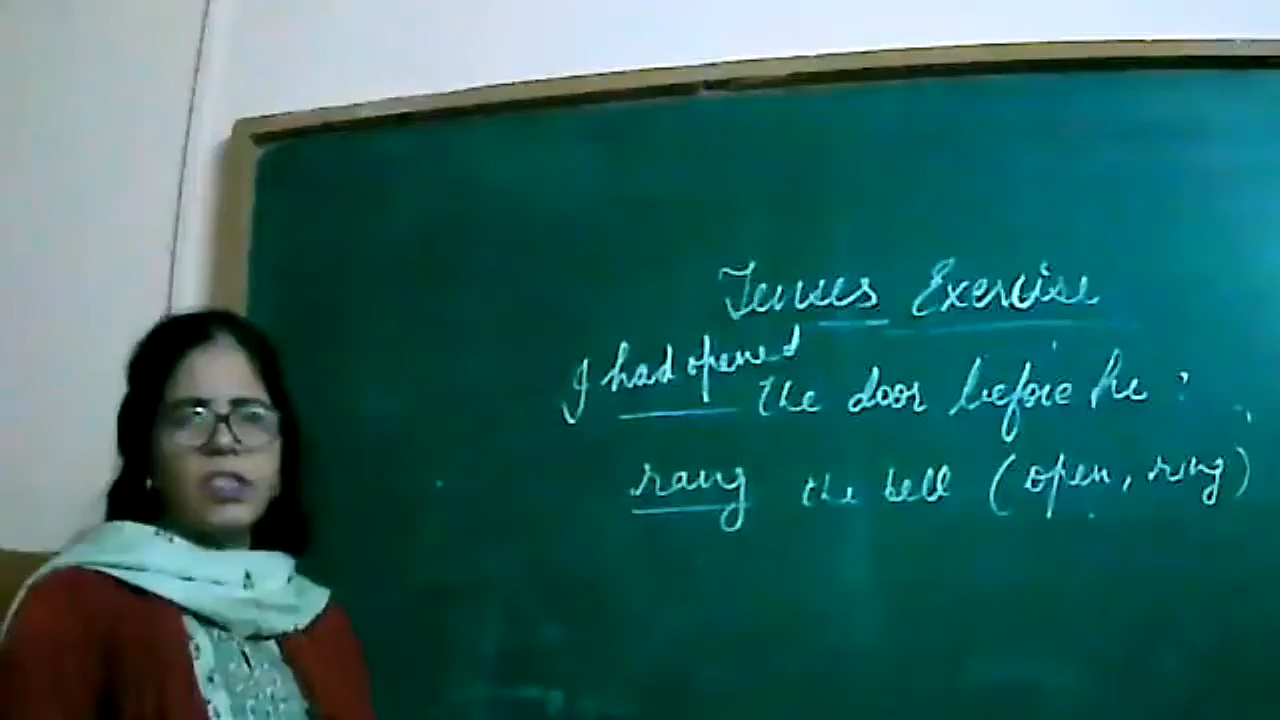 Tenses Exercise
I had opened the door before he
rang the bell (open, ring)